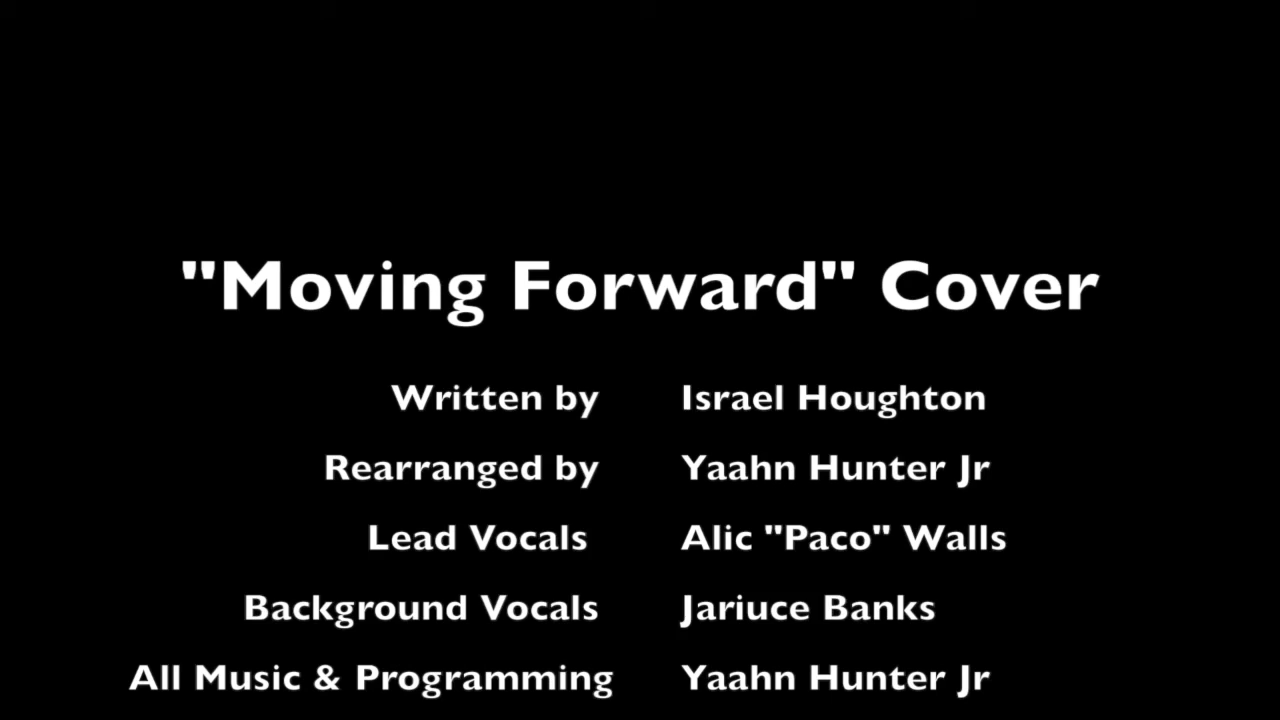 "Moving Forward" Cover
Written by Israel Houghton
Rearranged by Yaahn Hunter Jr
Lead Vocals Alic "Paco" Walls
Background Vocals Jariuce Banks
All Music & Programming Yaahn Hunter Jr